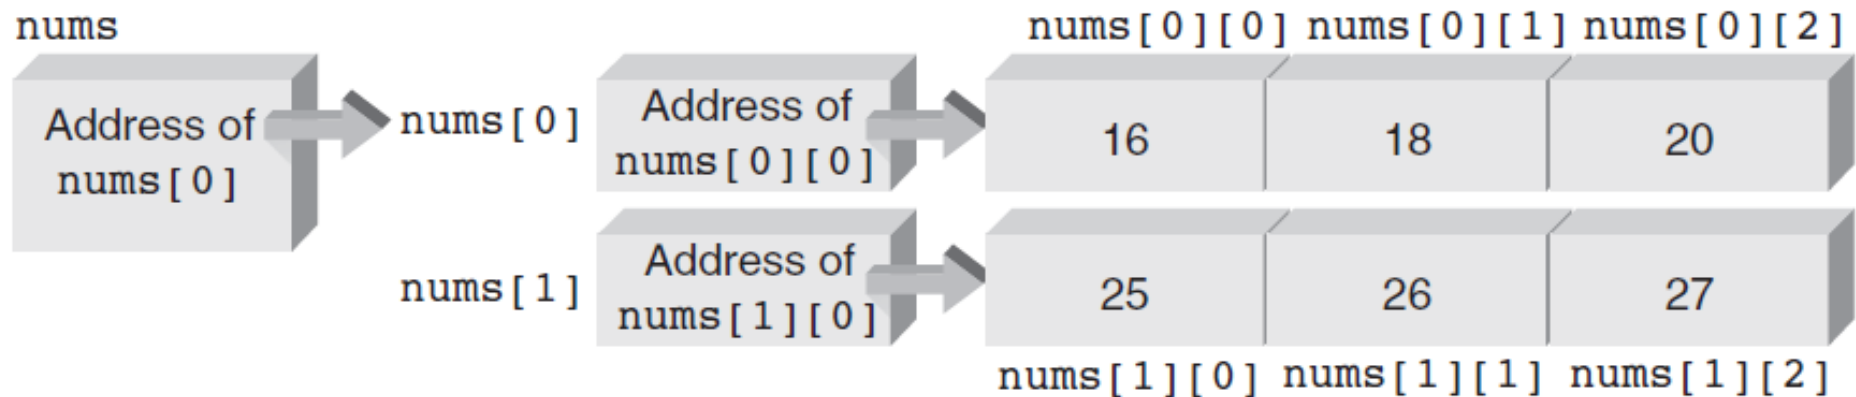 nums
Address of
nums[0]
nums[0]
Address of
nums[0][0]
nums[0][0] nums[0][1] nums[0][2]
16 18 20
nums[1]
Address of
nums[1][0]
25 26 27
nums[1][0] nums[1][1] nums[1][2]